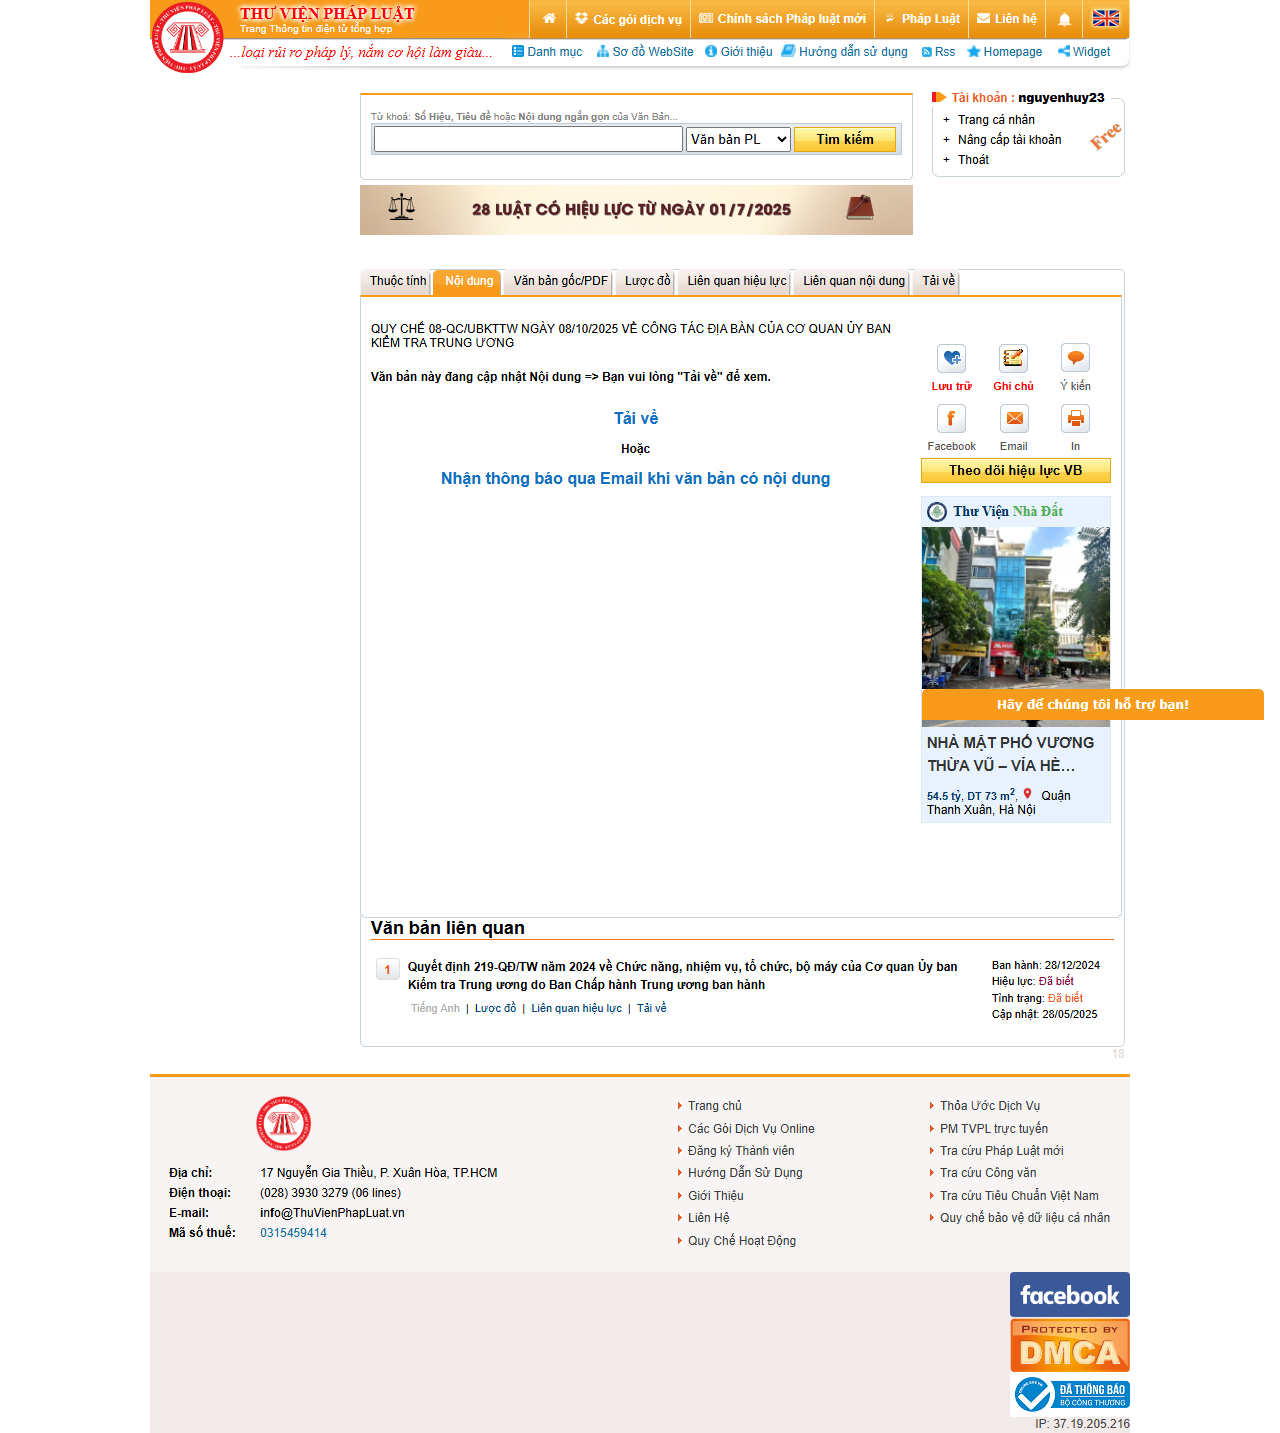 THƯ VIỆN PHÁP LUẬT
Trang Thông tin điện tử tổng hợp
Các gói dịch vụ
Chính sách Pháp luật mới
Pháp Luật
Liên hệ
...loại rủi ro pháp lý, nắm cơ hội làm giàu...
Danh mục
Sơ đồ WebSite
Giới thiệu
Hướng dẫn sử dụng
Rss
Homepage
Widget
Từ khoá: Số Hiệu, Tiêu đề hoặc Nội dung ngắn gọn của Văn Bản...
Văn bản PL
Tìm kiếm
Tài khoản : nguyenhuy23
+ Trang cá nhân
+ Nâng cấp tài khoản
+ Thoát
Free
28 LUẬT CÓ HIỆU LỰC TỪ NGÀY 01/7/2025
Thuộc tính
Nội dung
Văn bản gốc/PDF
Lược đồ
Liên quan hiệu lực
Liên quan nội dung
Tải về
QUY CHẾ 08-QC/UBKTTW NGÀY 08/10/2025 VỀ CÔNG TÁC ĐỊA BÀN CỦA CƠ QUAN ỦY BAN
KIỂM TRA TRUNG ƯƠNG
Văn bản này đang cập nhật Nội dung => Bạn vui lòng "Tải về" để xem.
Tải về
Hoặc
Nhận thông báo qua Email khi văn bản có nội dung
Lưu trữ
Ghi chú
Ý kiến
Facebook
Email
In
Theo dõi hiệu lực VB
Thư Viện Nhà Đất
Hãy để chúng tôi hỗ trợ bạn!
NHÀ MẶT PHỐ VƯƠNG
THỪA VŨ – VỈA HÈ...
54.5 tỷ, DT 73 m2, Quận
Thanh Xuân, Hà Nội
Văn bản liên quan
1
Quyết định 219-QĐ/TW năm 2024 về Chức năng, nhiệm vụ, tổ chức, bộ máy của Cơ quan Ủy ban
Kiểm tra Trung ương do Ban Chấp hành Trung ương ban hành
Tiếng Anh | Lược đồ | Liên quan hiệu lực | Tải về
Ban hành: 28/12/2024
Hiệu lực: Đã biết
Tình trạng: Đã biết
Cập nhật: 28/05/2025
18
Địa chỉ: 17 Nguyễn Gia Thiều, P. Xuân Hòa, TP.HCM
Điện thoại: (028) 3930 3279 (06 lines)
E-mail: info@ThuVienPhapLuat.vn
Mã số thuế: 0315459414
Trang chủ
Các Gói Dịch Vụ Online
Đăng ký Thành viên
Hướng Dẫn Sử Dụng
Giới Thiệu
Liên Hệ
Quy Chế Hoạt Động
Thỏa Ước Dịch Vụ
PM TVPL trực tuyến
Tra cứu Pháp Luật mới
Tra cứu Công văn
Tra cứu Tiêu Chuẩn Việt Nam
Quy chế bảo vệ dữ liệu cá nhân
facebook
PROTECTED BY
DMCA
ĐÃ THÔNG BÁO
BỘ CÔNG THƯƠNG
IP: 37.19.205.216